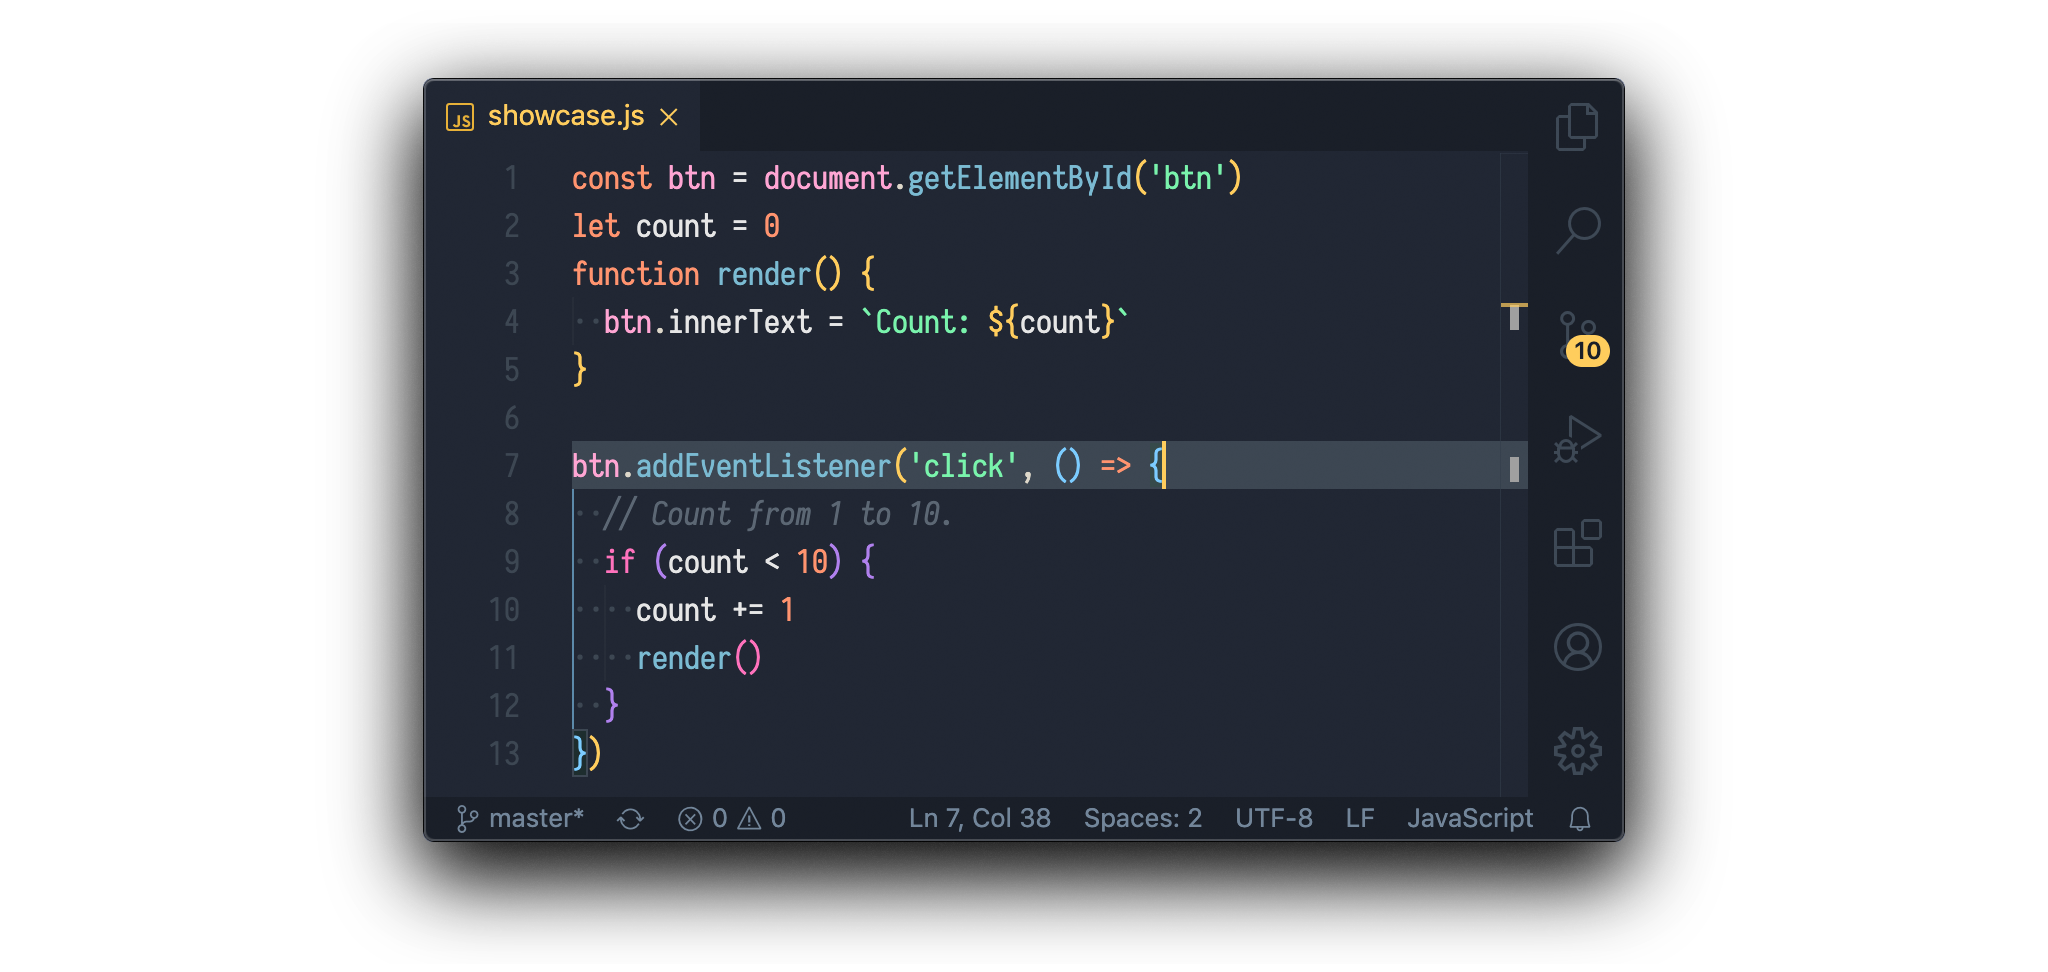 JS showcase.js
1 const btn = document.getElementById('btn')
2 let count = 0
3 function render() {
4   btn.innerText = `Count: ${count}`
5 }
6
7 btn.addEventListener('click', () => {
8   // Count from 1 to 10.
9   if (count < 10) {
10     count += 1
11     render()
12   }
13 })
10
master* 0 0 Ln 7, Col 38 Spaces: 2 UTF-8 LF JavaScript